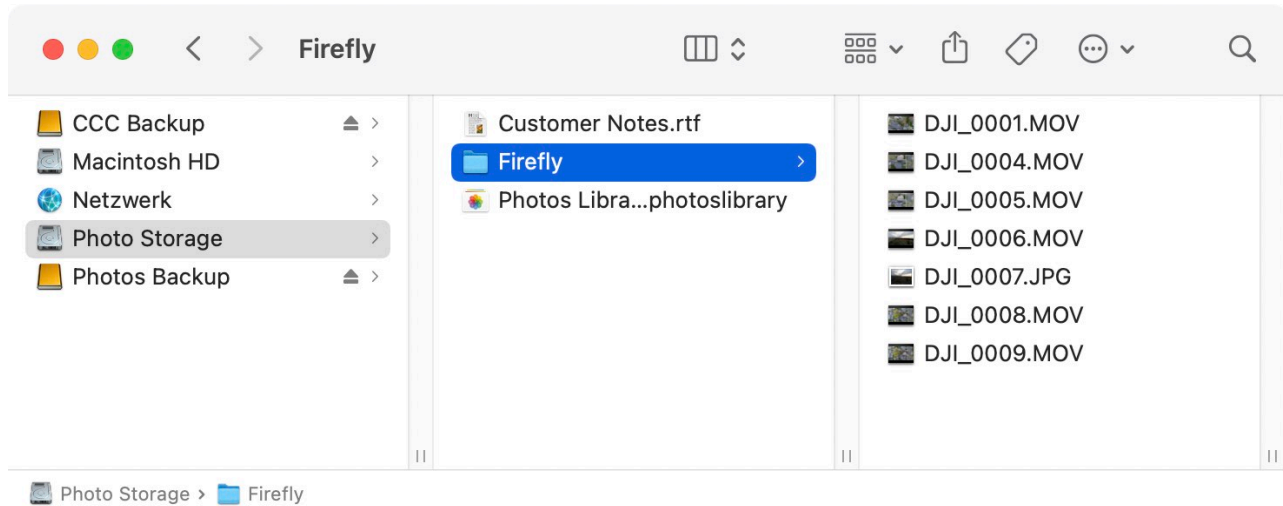 Firefly
CCC Backup
Macintosh HD
Netzwerk
Photo Storage
Photos Backup
Customer Notes.rtf
Firefly
Photos Libra...photoslibrary
DJI_0001.MOV
DJI_0004.MOV
DJI_0005.MOV
DJI_0006.MOV
DJI_0007.JPG
DJI_0008.MOV
DJI_0009.MOV
Photo Storage › Firefly